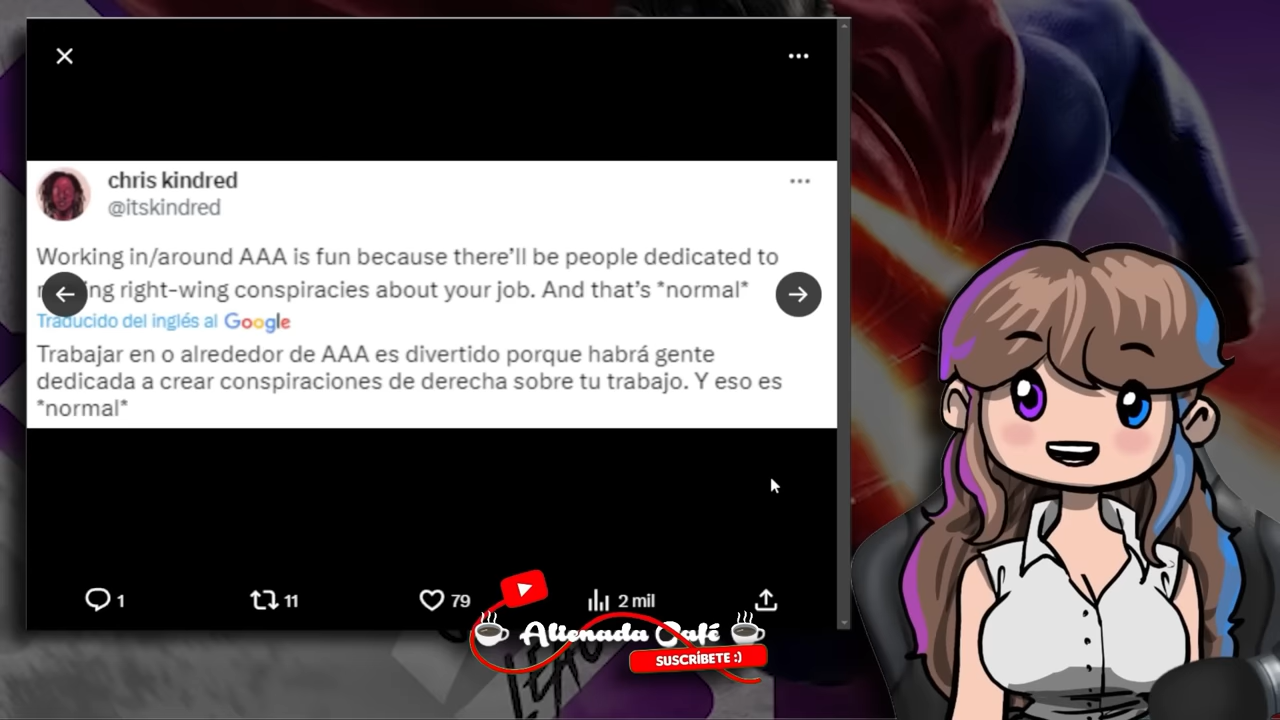 chris kindred
@itskindred
Working in/around AAA is fun because there’ll be people dedicated to
right-wing conspiracies about your job. And that’s *normal*
Traducido del inglés al Google
Trabajar en o alrededor de AAA es divertido porque habrá gente
dedicada a crear conspiraciones de derecha sobre tu trabajo. Y eso es
*normal*
1 11 79 2 mil
Alienada Café
SUSCRÍBETE :)